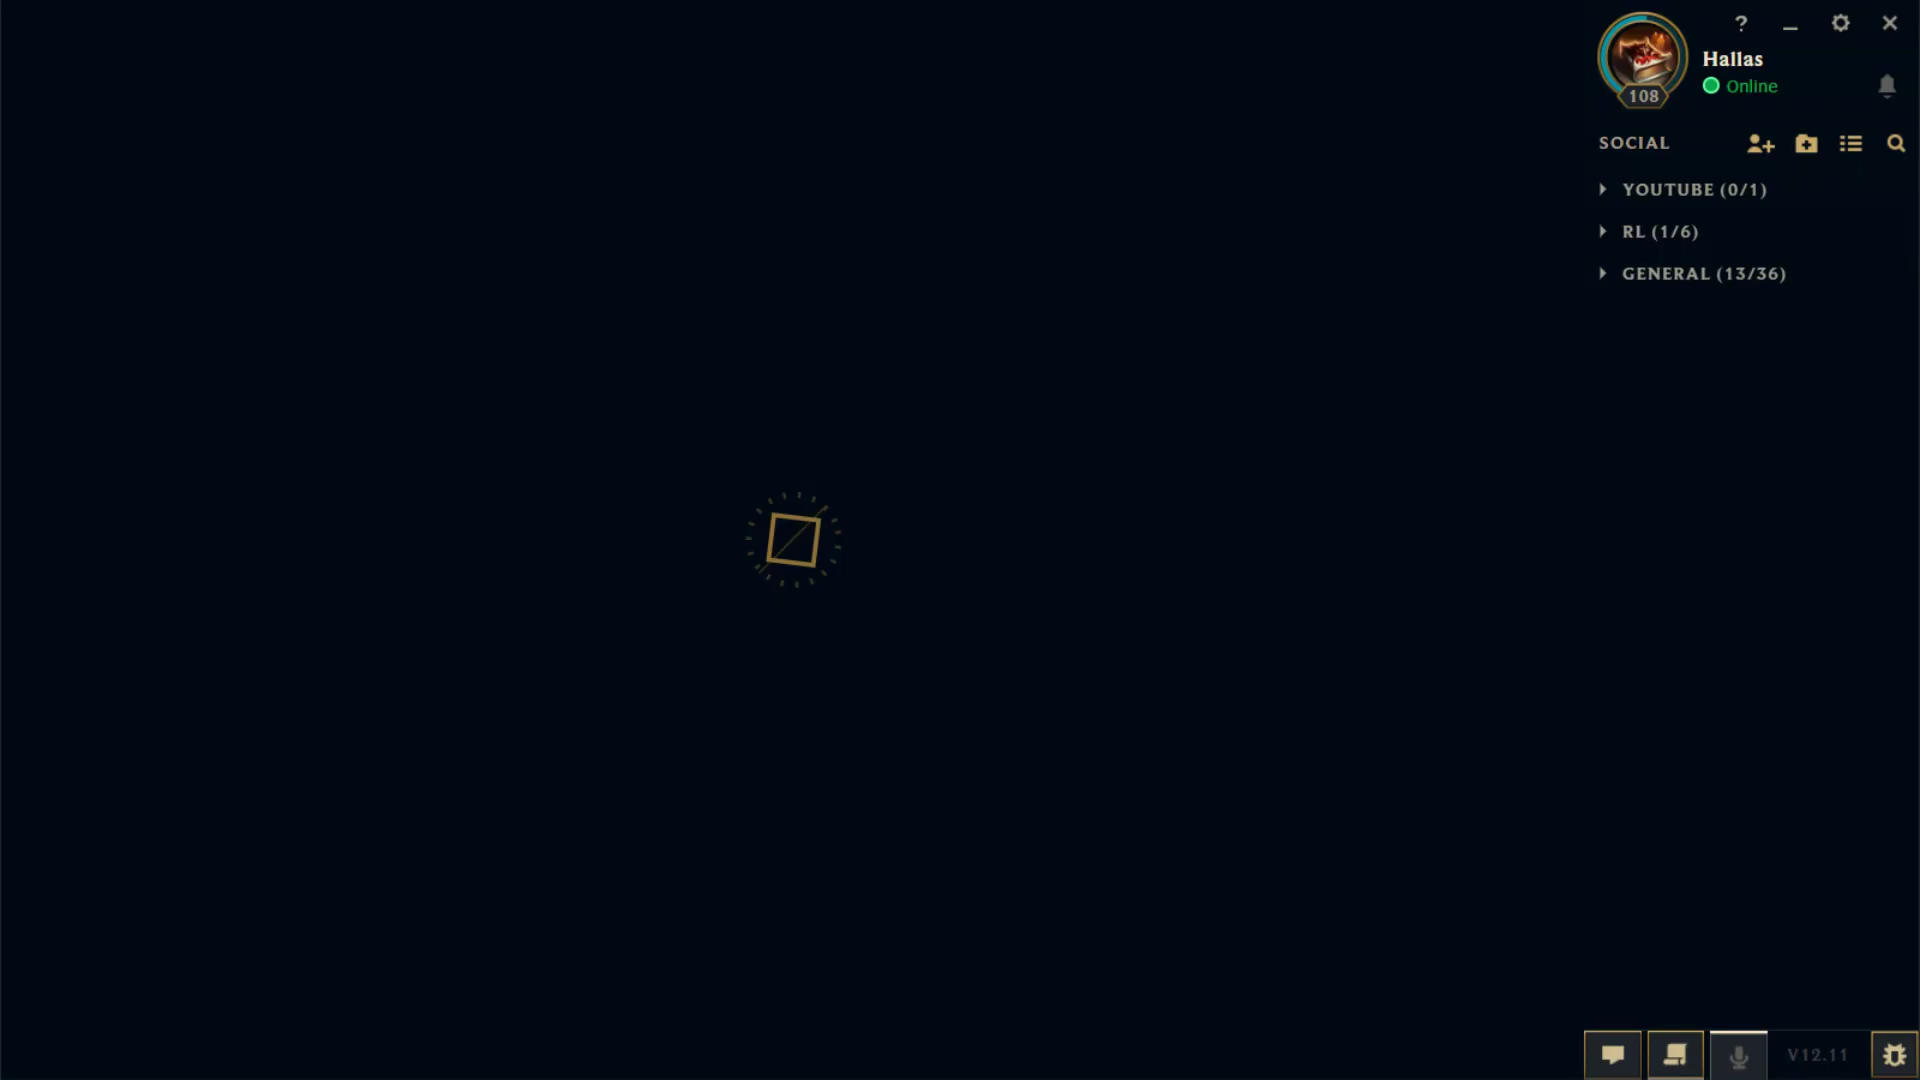 ?
Hallas
Online
108
SOCIAL
YOUTUBE (0/1)
RL (1/6)
GENERAL (13/36)
V12.11